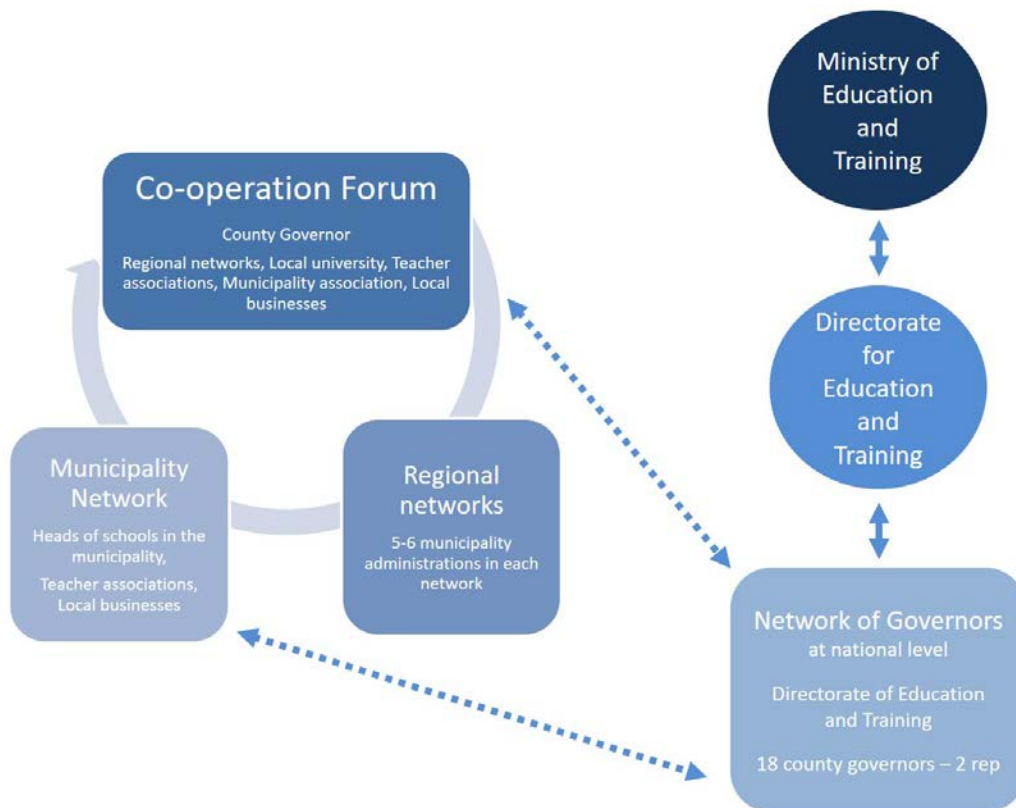 Co-operation Forum
County Governor
Regional networks, Local university, Teacher
associations, Municipality association, Local
businesses
Municipality
Network
Heads of schools in the
municipality,
Teacher associations,
Local businesses
Regional
networks
5-6 municipality
administrations in each
network
Ministry of
Education
and
Training
Directorate
for
Education
and
Training
Network of Governors
at national level
Directorate of Education
and Training
18 county governors – 2 rep